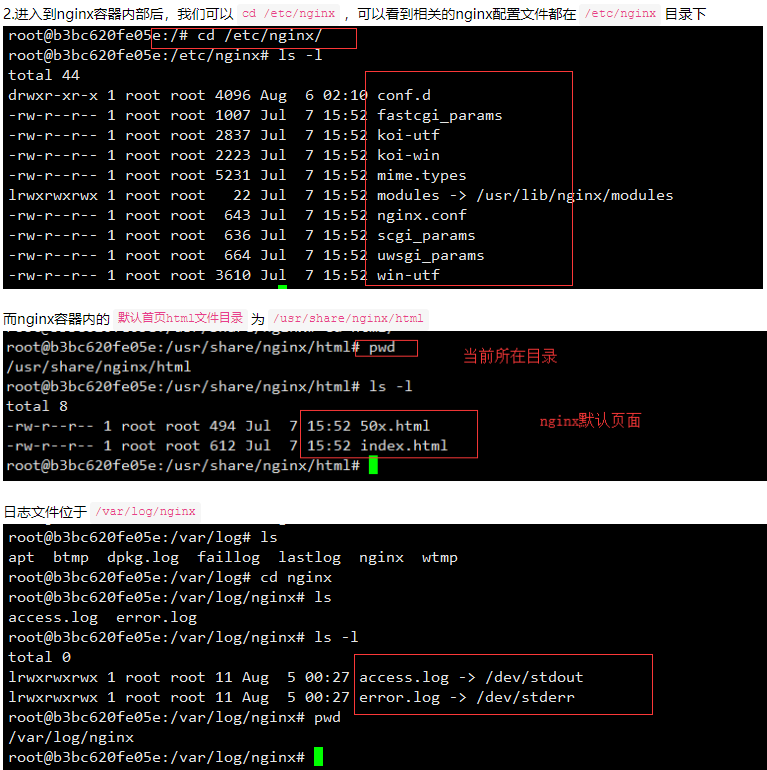 2.进入到nginx容器内部后，我们可以 cd /etc/nginx ，可以看到相关的nginx配置文件都在 /etc/nginx 目录下
root@b3bc620fe05e:/# cd /etc/nginx/
root@b3bc620fe05e:/etc/nginx# ls -l
total 44
drwxr-xr-x 1 root root 4096 Aug  6 02:10 conf.d
-rw-r--r-- 1 root root 1007 Jul  7 15:52 fastcgi_params
-rw-r--r-- 1 root root 2837 Jul  7 15:52 koi-utf
-rw-r--r-- 1 root root 2223 Jul  7 15:52 koi-win
-rw-r--r-- 1 root root 5231 Jul  7 15:52 mime.types
lrwxrwxrwx 1 root root   22 Jul  7 15:52 modules -> /usr/lib/nginx/modules
-rw-r--r-- 1 root root  643 Jul  7 15:52 nginx.conf
-rw-r--r-- 1 root root  636 Jul  7 15:52 scgi_params
-rw-r--r-- 1 root root  664 Jul  7 15:52 uwsgi_params
-rw-r--r-- 1 root root 3610 Jul  7 15:52 win-utf
而nginx容器内的 默认首页html文件目录 为 /usr/share/nginx/html
root@b3bc620fe05e:/usr/share/nginx/html# pwd
当前所在目录
/usr/share/nginx/html
root@b3bc620fe05e:/usr/share/nginx/html# ls -l
total 8
-rw-r--r-- 1 root root 494 Jul  7 15:52 50x.html
nginx默认页面
-rw-r--r-- 1 root root 612 Jul  7 15:52 index.html
root@b3bc620fe05e:/usr/share/nginx/html#
日志文件位于 /var/log/nginx
root@b3bc620fe05e:/var/log# ls
apt  btmp  dpkg.log  faillog  lastlog  nginx  wtmp
root@b3bc620fe05e:/var/log# cd nginx
root@b3bc620fe05e:/var/log/nginx# ls
access.log  error.log
root@b3bc620fe05e:/var/log/nginx# ls -l
total 0
lrwxrwxrwx 1 root root 11 Aug  5 00:27 access.log -> /dev/stdout
lrwxrwxrwx 1 root root 11 Aug  5 00:27 error.log -> /dev/stderr
root@b3bc620fe05e:/var/log/nginx# pwd
/var/log/nginx
root@b3bc620fe05e:/var/log/nginx#